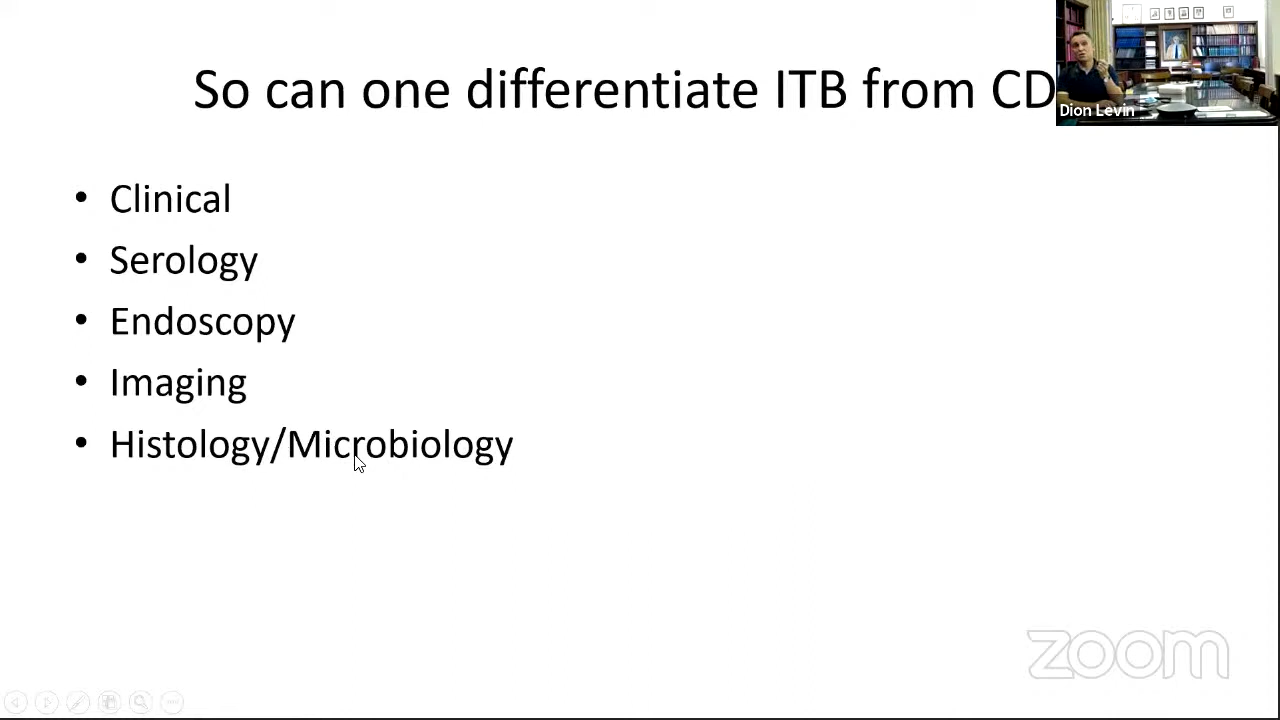 So can one differentiate ITB from CD
Dion Levin
• Clinical
• Serology
• Endoscopy
• Imaging
• Histology/Microbiology
zoom